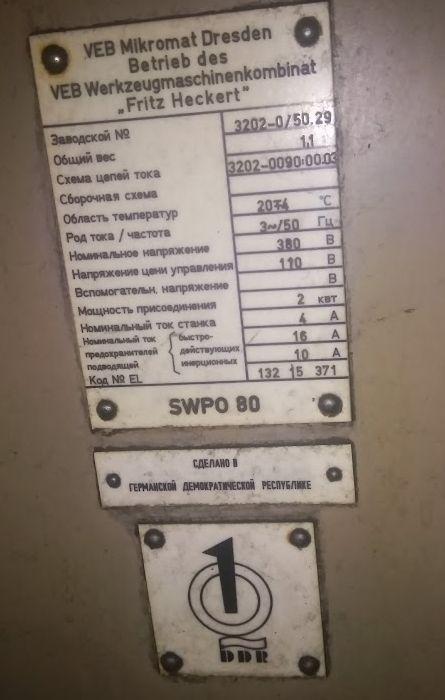 VEB Mikromat Dresden
Betrieb des
VEB Werkzeugmaschinenkombinat
„Fritz Heckert"
Заводской № 3202-0/50.29
Общий вес 1,1
Схема цепей тока 3202-0090:00.03
Сборочная схема
Область температур °C
Род тока / частота 3~/50 Гц
Номинальное напряжение 380 В
Напряжение цепи управления 110 В
Вспомогательн. напряжение В
Мощность присоединения 2 квт
Номинальный ток станка 4 А
Номинальный ток быстро- 16 А
предохранителей действующих
подводящей инерционных 10 А
Код № EL 132 15 371
SWPO 80
СДЕЛАНО В
ГЕРМАНСКОЙ ДЕМОКРАТИЧЕСКОЙ РЕСПУБЛИКЕ
1
DDR